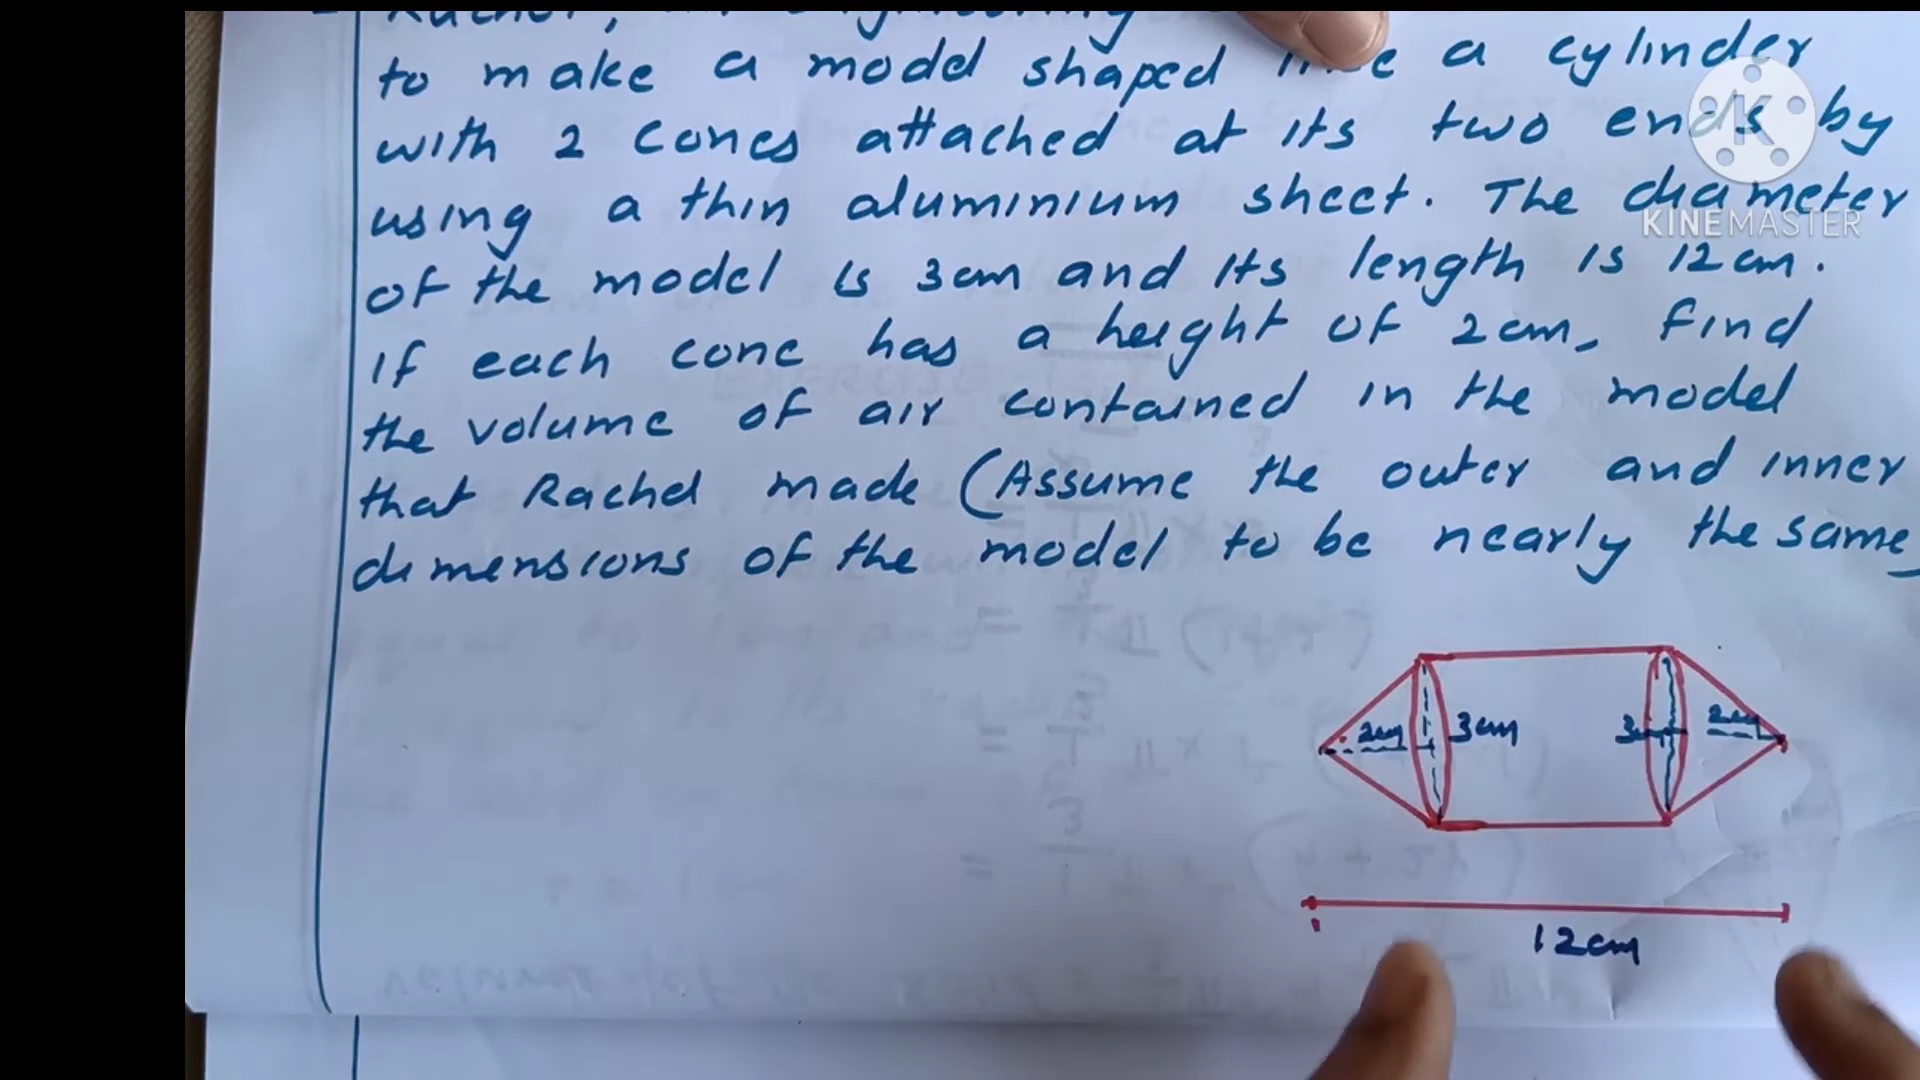 to make a model shaped a cylinder
with 2 cones attached at its two ends by
using a thin aluminium sheet. The diameter
of the model is 3cm and its length is 12cm.
If each cone has a height of 2cm, find
the volume of air contained in the model
that Rachel made (Assume the outer and inner
dimensions of the model to be nearly the same)
2cm 3cm 2cm
12cm
K
KINEMASTER